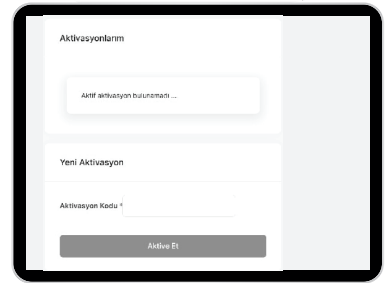 Aktivasyonlarım
Aktif aktivasyon bulunamadı ...
Yeni Aktivasyon
Aktivasyon Kodu *
Aktive Et